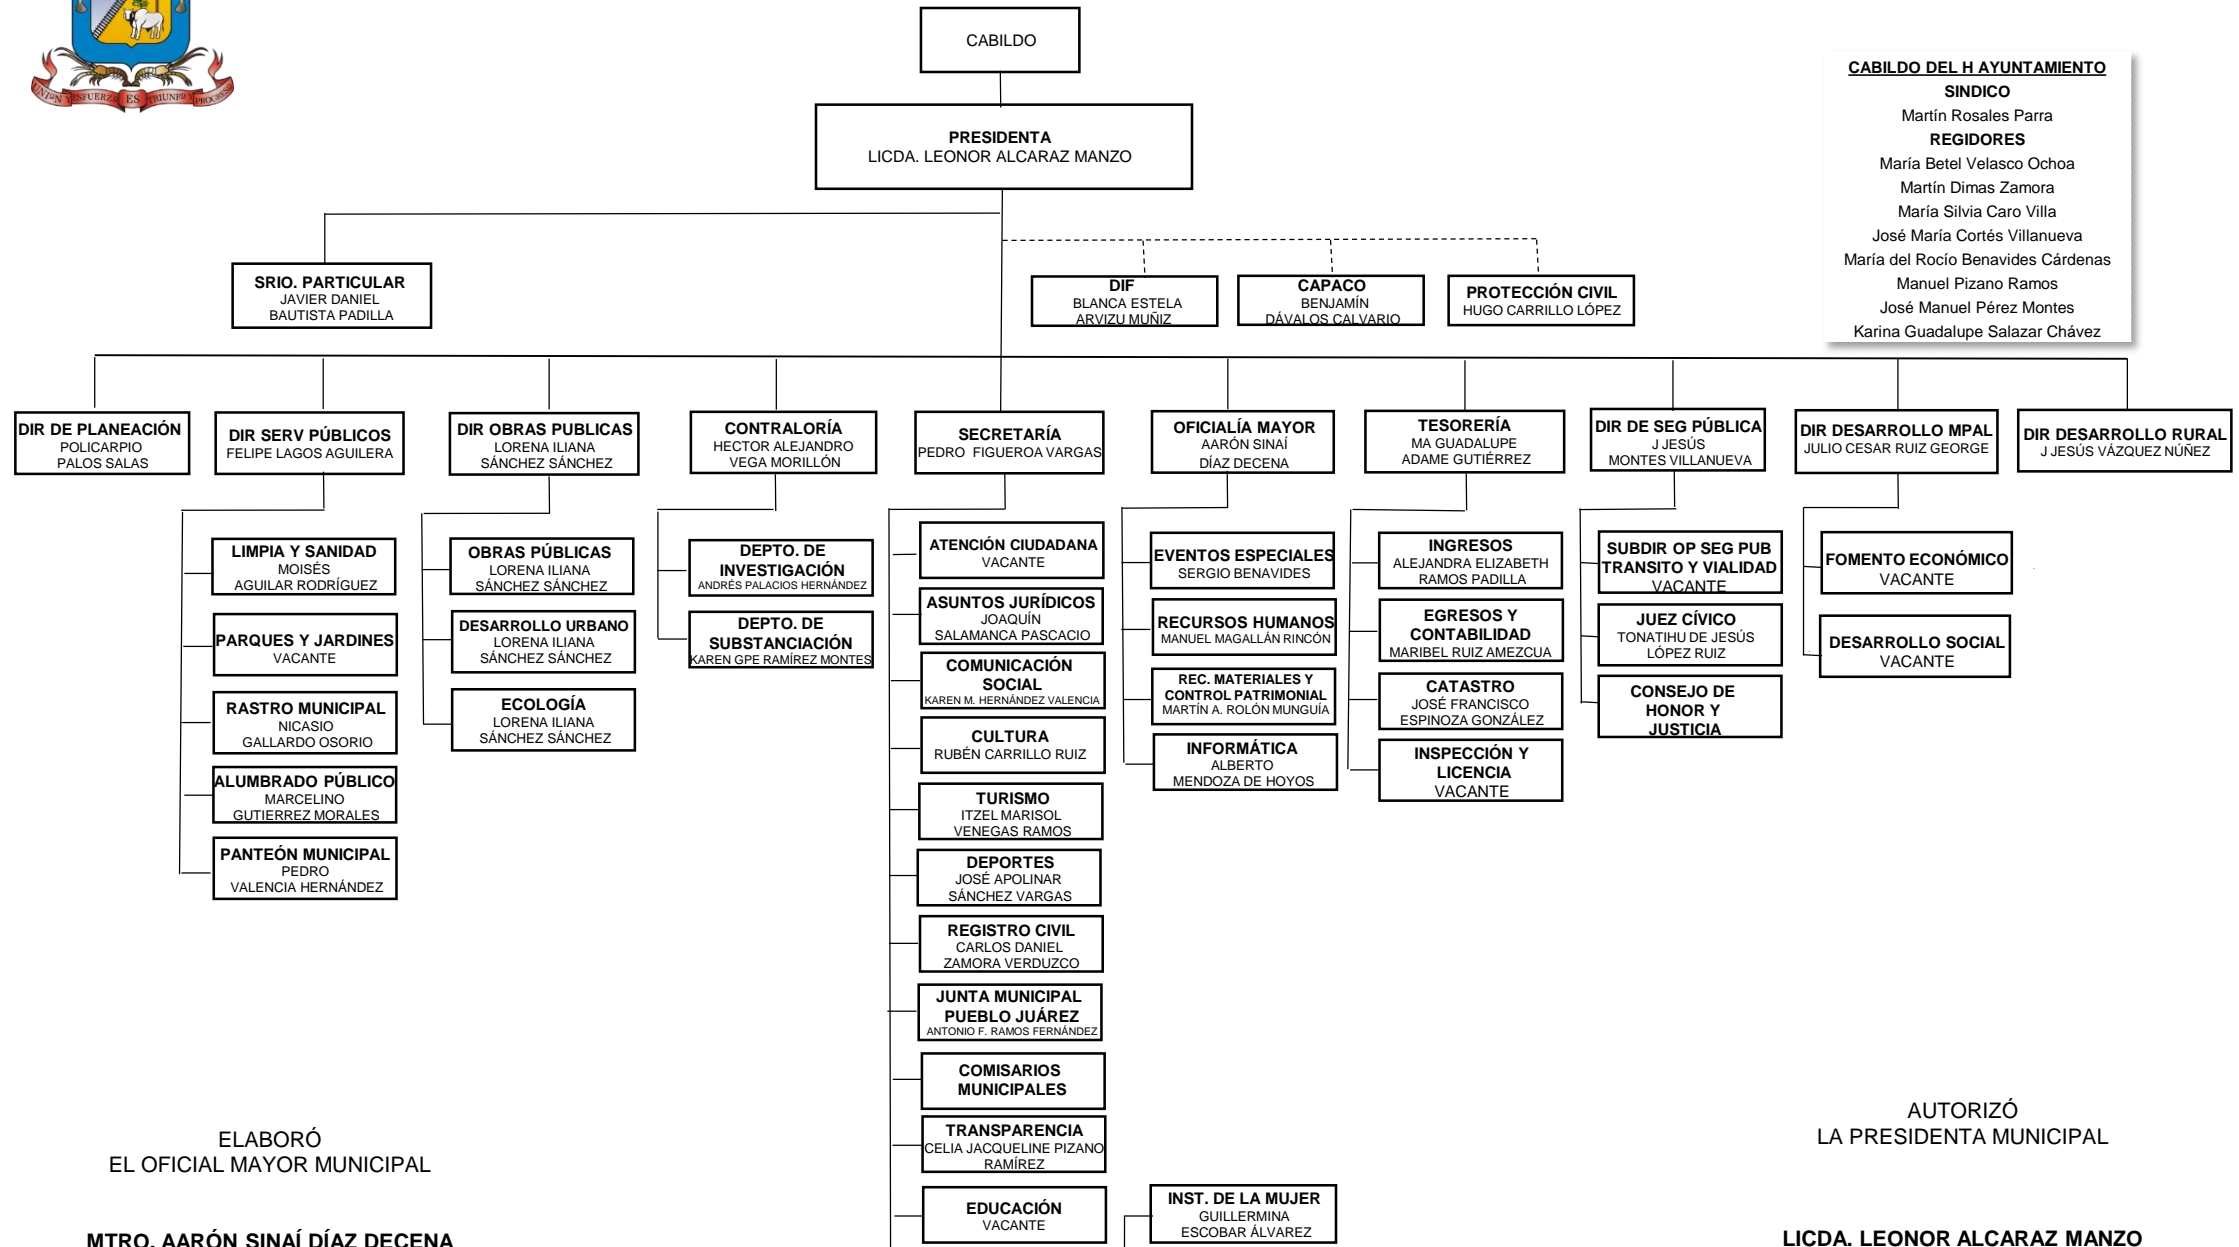 UNION Y ESFUERZO ES TRIUNFO Y PROGRESO
CABILDO
CABILDO DEL H AYUNTAMIENTO
SINDICO
Martín Rosales Parra
REGIDORES
María Betel Velasco Ochoa
Martín Dimas Zamora
María Silvia Caro Villa
José María Cortés Villanueva
María del Rocío Benavides Cárdenas
Manuel Pizano Ramos
José Manuel Pérez Montes
Karina Guadalupe Salazar Chávez
PRESIDENTA
LICDA. LEONOR ALCARAZ MANZO
SRIO. PARTICULAR
JAVIER DANIEL
BAUTISTA PADILLA
DIF
BLANCA ESTELA
ARVIZU MUÑIZ
CAPACO
BENJAMÍN
DÁVALOS CALVARIO
PROTECCIÓN CIVIL
HUGO CARRILLO LÓPEZ
DIR DE PLANEACIÓN
POLICARPIO
PALOS SALAS
DIR SERV PÚBLICOS
FELIPE LAGOS AGUILERA
DIR OBRAS PUBLICAS
LORENA ILIANA
SÁNCHEZ SÁNCHEZ
CONTRALORÍA
HECTOR ALEJANDRO
VEGA MORILLÓN
SECRETARÍA
PEDRO FIGUEROA VARGAS
OFICIALÍA MAYOR
AARÓN SINAÍ
DÍAZ DECENA
TESORERÍA
MA GUADALUPE
ADAME GUTIÉRREZ
DIR DE SEG PÚBLICA
J JESÚS
MONTES VILLANUEVA
DIR DESARROLLO MPAL
JULIO CESAR RUIZ GEORGE
DIR DESARROLLO RURAL
J JESÚS VÁZQUEZ NÚÑEZ
LIMPIA Y SANIDAD
MOISÉS
AGUILAR RODRÍGUEZ
PARQUES Y JARDINES
VACANTE
RASTRO MUNICIPAL
NICASIO
GALLARDO OSORIO
ALUMBRADO PÚBLICO
MARCELINO
GUTIERREZ MORALES
PANTEÓN MUNICIPAL
PEDRO
VALENCIA HERNÁNDEZ
OBRAS PÚBLICAS
LORENA ILIANA
SÁNCHEZ SÁNCHEZ
DESARROLLO URBANO
LORENA ILIANA
SÁNCHEZ SÁNCHEZ
ECOLOGÍA
LORENA ILIANA
SÁNCHEZ SÁNCHEZ
DEPTO. DE
INVESTIGACIÓN
ANDRÉS PALACIOS HERNÁNDEZ
DEPTO. DE
SUBSTANCIACIÓN
KAREN GPE RAMÍREZ MONTES
ATENCIÓN CIUDADANA
VACANTE
ASUNTOS JURÍDICOS
JOAQUÍN
SALAMANCA PASCACIO
COMUNICACIÓN
SOCIAL
KAREN M. HERNÁNDEZ VALENCIA
CULTURA
RUBÉN CARRILLO RUIZ
TURISMO
ITZEL MARISOL
VENEGAS RAMOS
DEPORTES
JOSÉ APOLINAR
SÁNCHEZ VARGAS
REGISTRO CIVIL
CARLOS DANIEL
ZAMORA VERDUZCO
JUNTA MUNICIPAL
PUEBLO JUÁREZ
ANTONIO F. RAMOS FERNÁNDEZ
COMISARIOS
MUNICIPALES
TRANSPARENCIA
CELIA JACQUELINE PIZANO
RAMÍREZ
EDUCACIÓN
VACANTE
INST. DE LA MUJER
GUILLERMINA
ESCOBAR ÁLVAREZ
EVENTOS ESPECIALES
SERGIO BENAVIDES
RECURSOS HUMANOS
MANUEL MAGALLÁN RINCÓN
REC. MATERIALES Y
CONTROL PATRIMONIAL
MARTÍN A. ROLÓN MUNGUÍA
INFORMÁTICA
ALBERTO
MENDOZA DE HOYOS
INGRESOS
ALEJANDRA ELIZABETH
RAMOS PADILLA
EGRESOS Y
CONTABILIDAD
MARIBEL RUIZ AMEZCUA
CATASTRO
JOSÉ FRANCISCO
ESPINOZA GONZÁLEZ
INSPECCIÓN Y
LICENCIA
VACANTE
SUBDIR OP SEG PUB
TRANSITO Y VIALIDAD
VACANTE
JUEZ CÍVICO
TONATIHU DE JESÚS
LÓPEZ RUIZ
CONSEJO DE
HONOR Y
JUSTICIA
FOMENTO ECONÓMICO
VACANTE
DESARROLLO SOCIAL
VACANTE
ELABORÓ
EL OFICIAL MAYOR MUNICIPAL
MTRO. AARÓN SINAÍ DÍAZ DECENA
AUTORIZÓ
LA PRESIDENTA MUNICIPAL
LICDA. LEONOR ALCARAZ MANZO